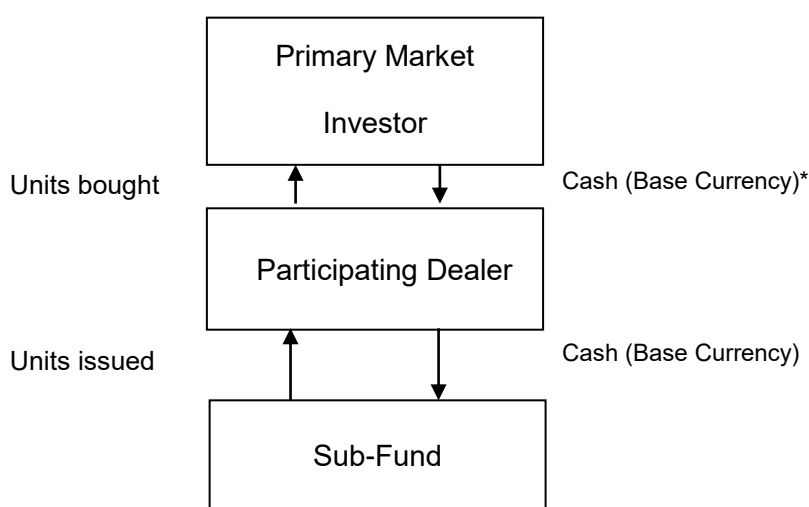 Primary Market
Investor
Units bought
Cash (Base Currency)*
Participating Dealer
Units issued
Cash (Base Currency)
Sub-Fund